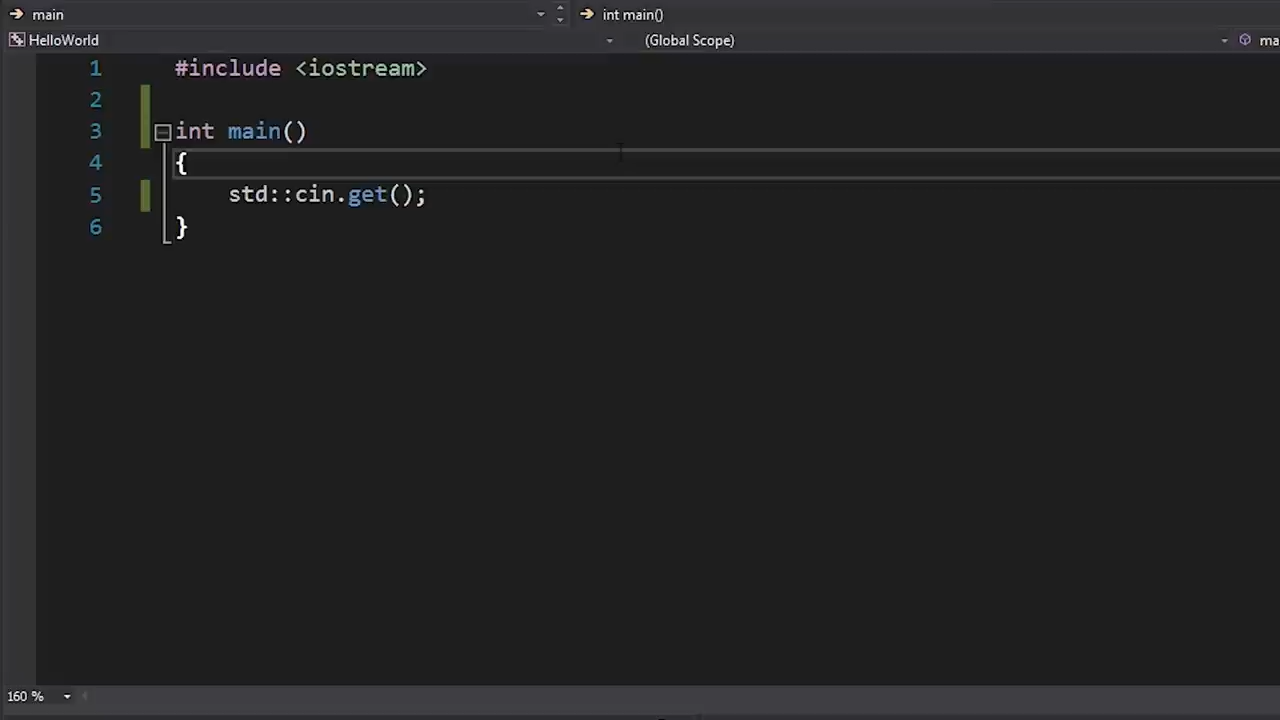 main int main()
HelloWorld (Global Scope) ma
1 #include <iostream>
2
3 int main()
4 {
5     std::cin.get();
6 }
160 %